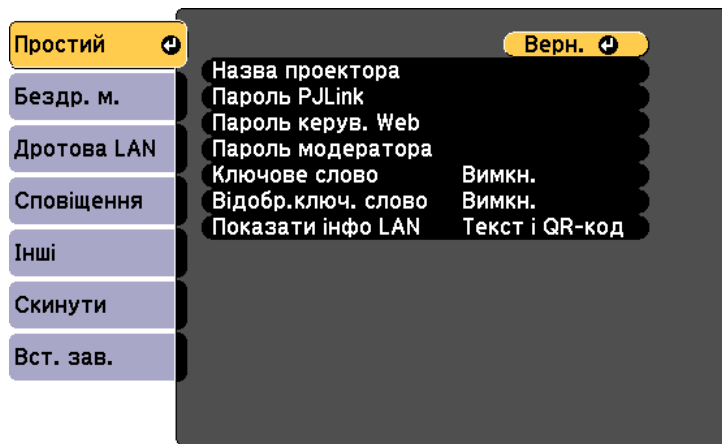 Простий
Бездр. м.
Дротова LAN
Сповіщення
Інші
Скинути
Вст. зав.
Верн.
Назва проектора
Пароль PJLink
Пароль керув. Web
Пароль модератора
Ключове слово Вимкн.
Відобр.ключ. слово Вимкн.
Показати інфо LAN Текст і QR-код